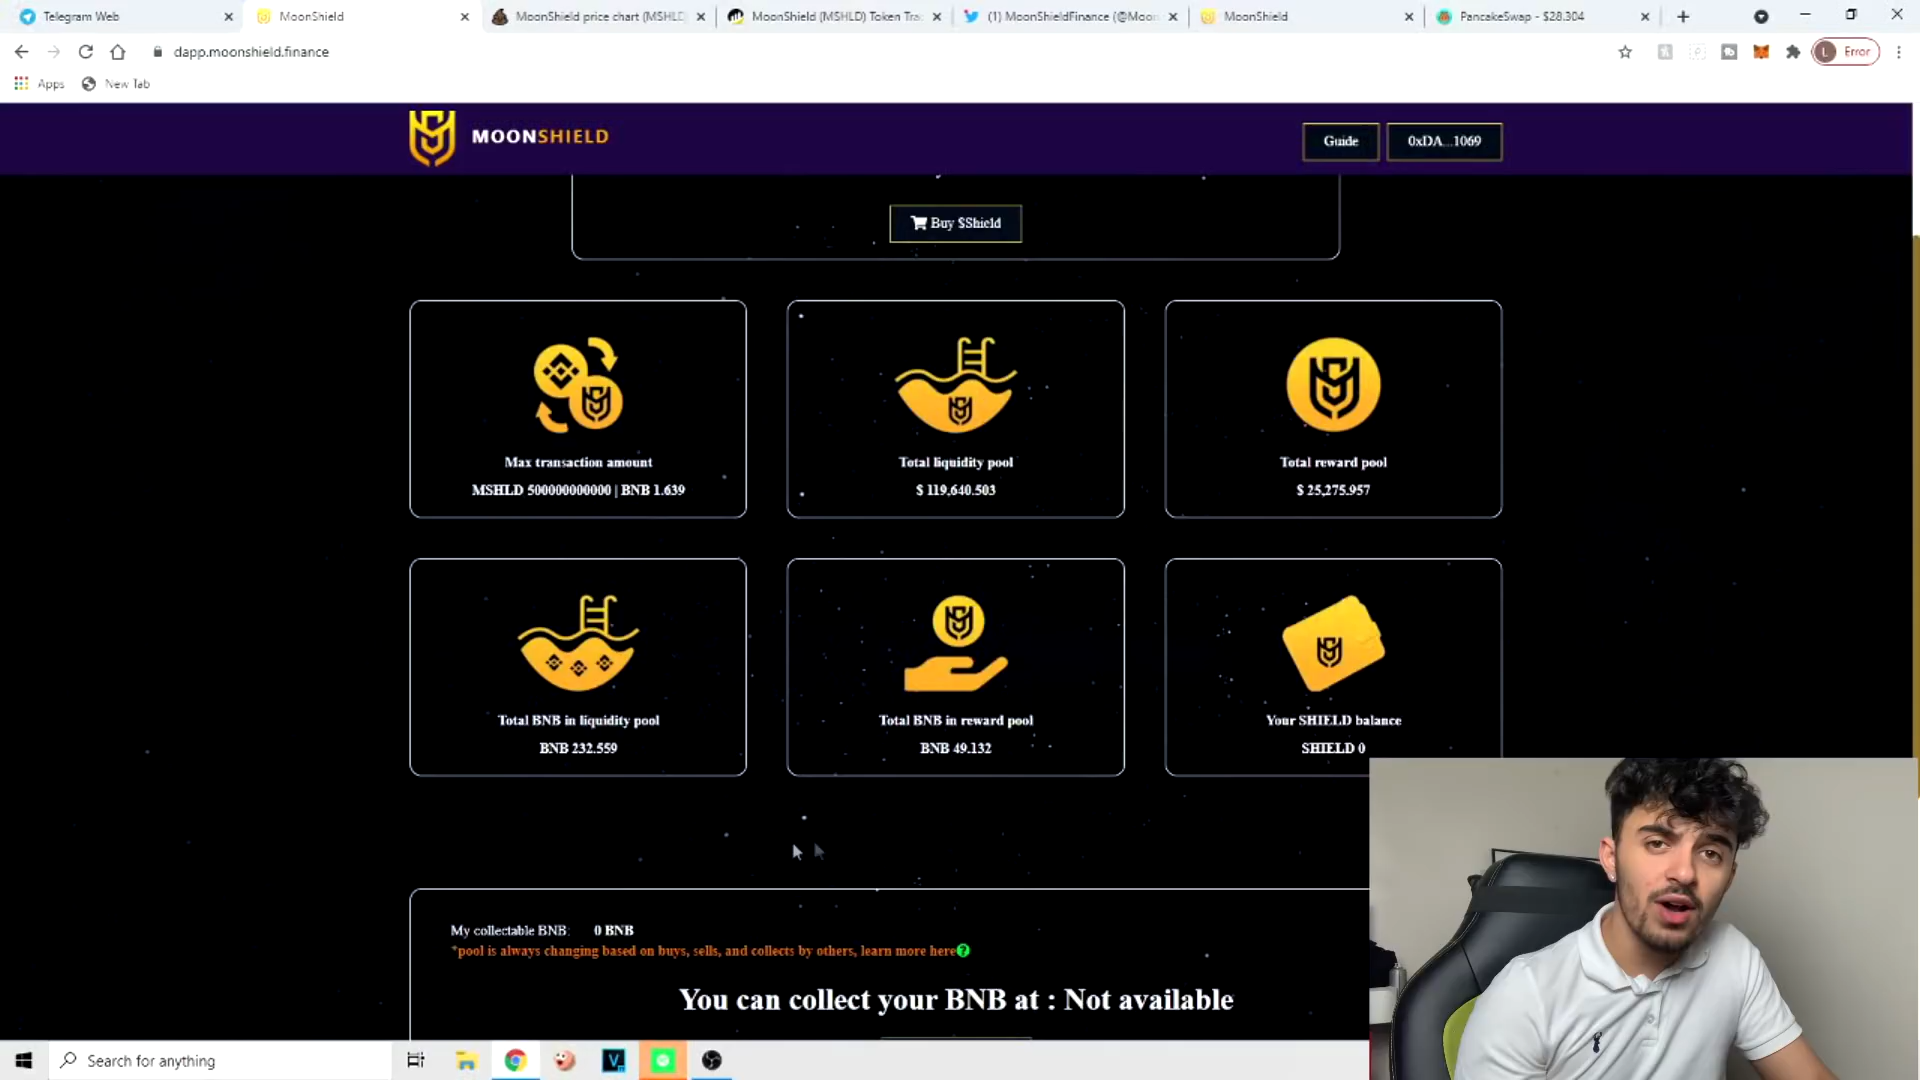 Telegram Web
MoonShield
MoonShield price chart (MSHLD
MoonShield (MSHLD) Token Tra
(1) MoonShieldFinance (@Moon
MoonShield
PancakeSwap - $28.304
dapp.moonshield.finance
L Error
Apps
New Tab
MOONSHIELD
Guide
0xDA...1069
Buy $Shield
Max transaction amount
MSHLD 500000000000 | BNB 1.639
Total liquidity pool
$ 119,640.503
Total reward pool
$ 25,275.957
Total BNB in liquidity pool
BNB 232.559
Total BNB in reward pool
BNB 49.132
Your SHIELD balance
SHIELD 0
My collectable BNB: 0 BNB
*pool is always changing based on buys, sells, and collects by others, learn more here?
You can collect your BNB at : Not available
Search for anything
V